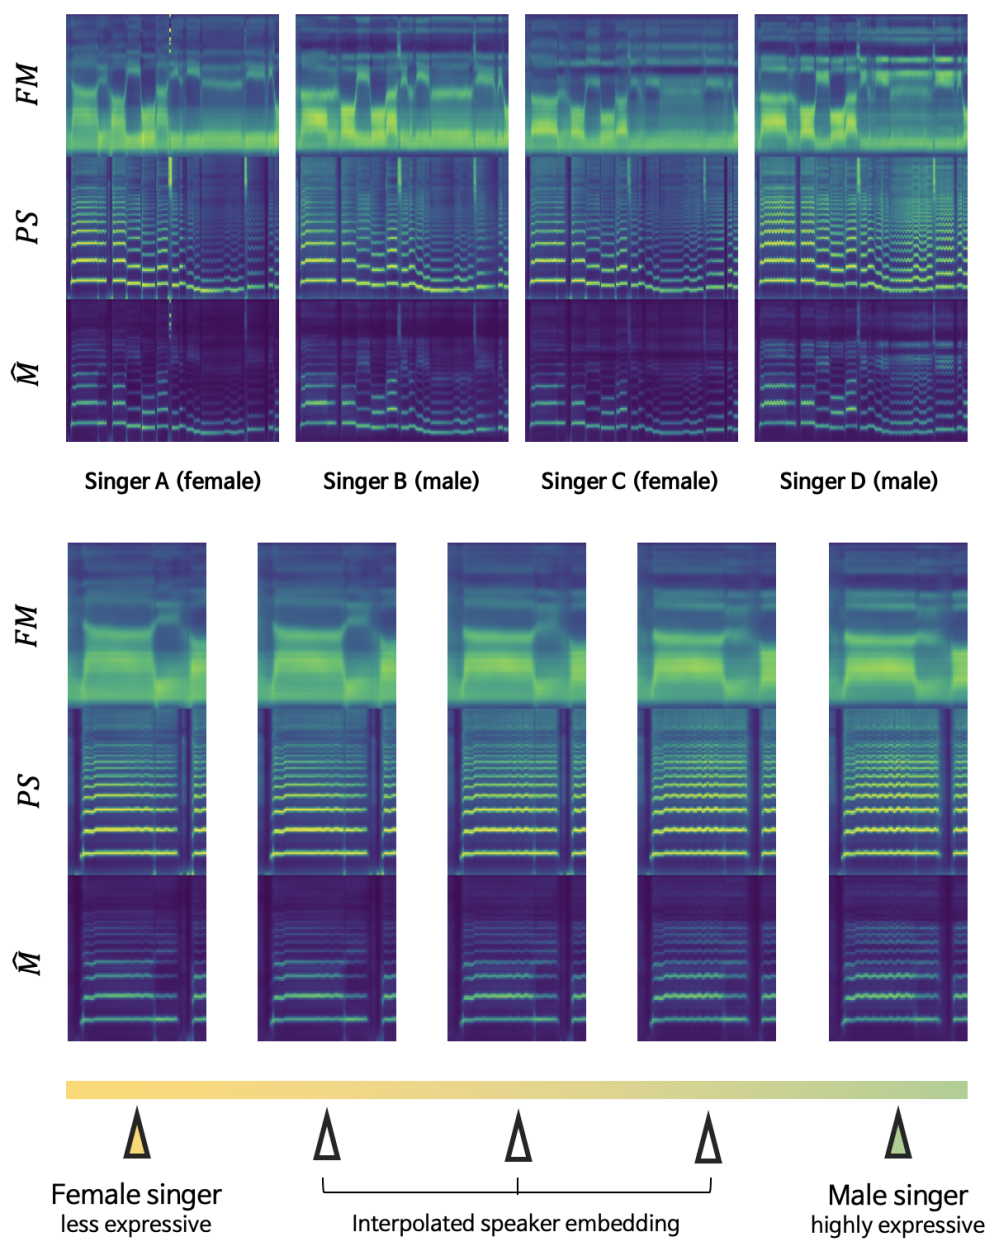 FM
PS
M̂
Singer A (female)
Singer B (male)
Singer C (female)
Singer D (male)
FM
PS
M̂
Female singer
less expressive
Interpolated speaker embedding
Male singer
highly expressive